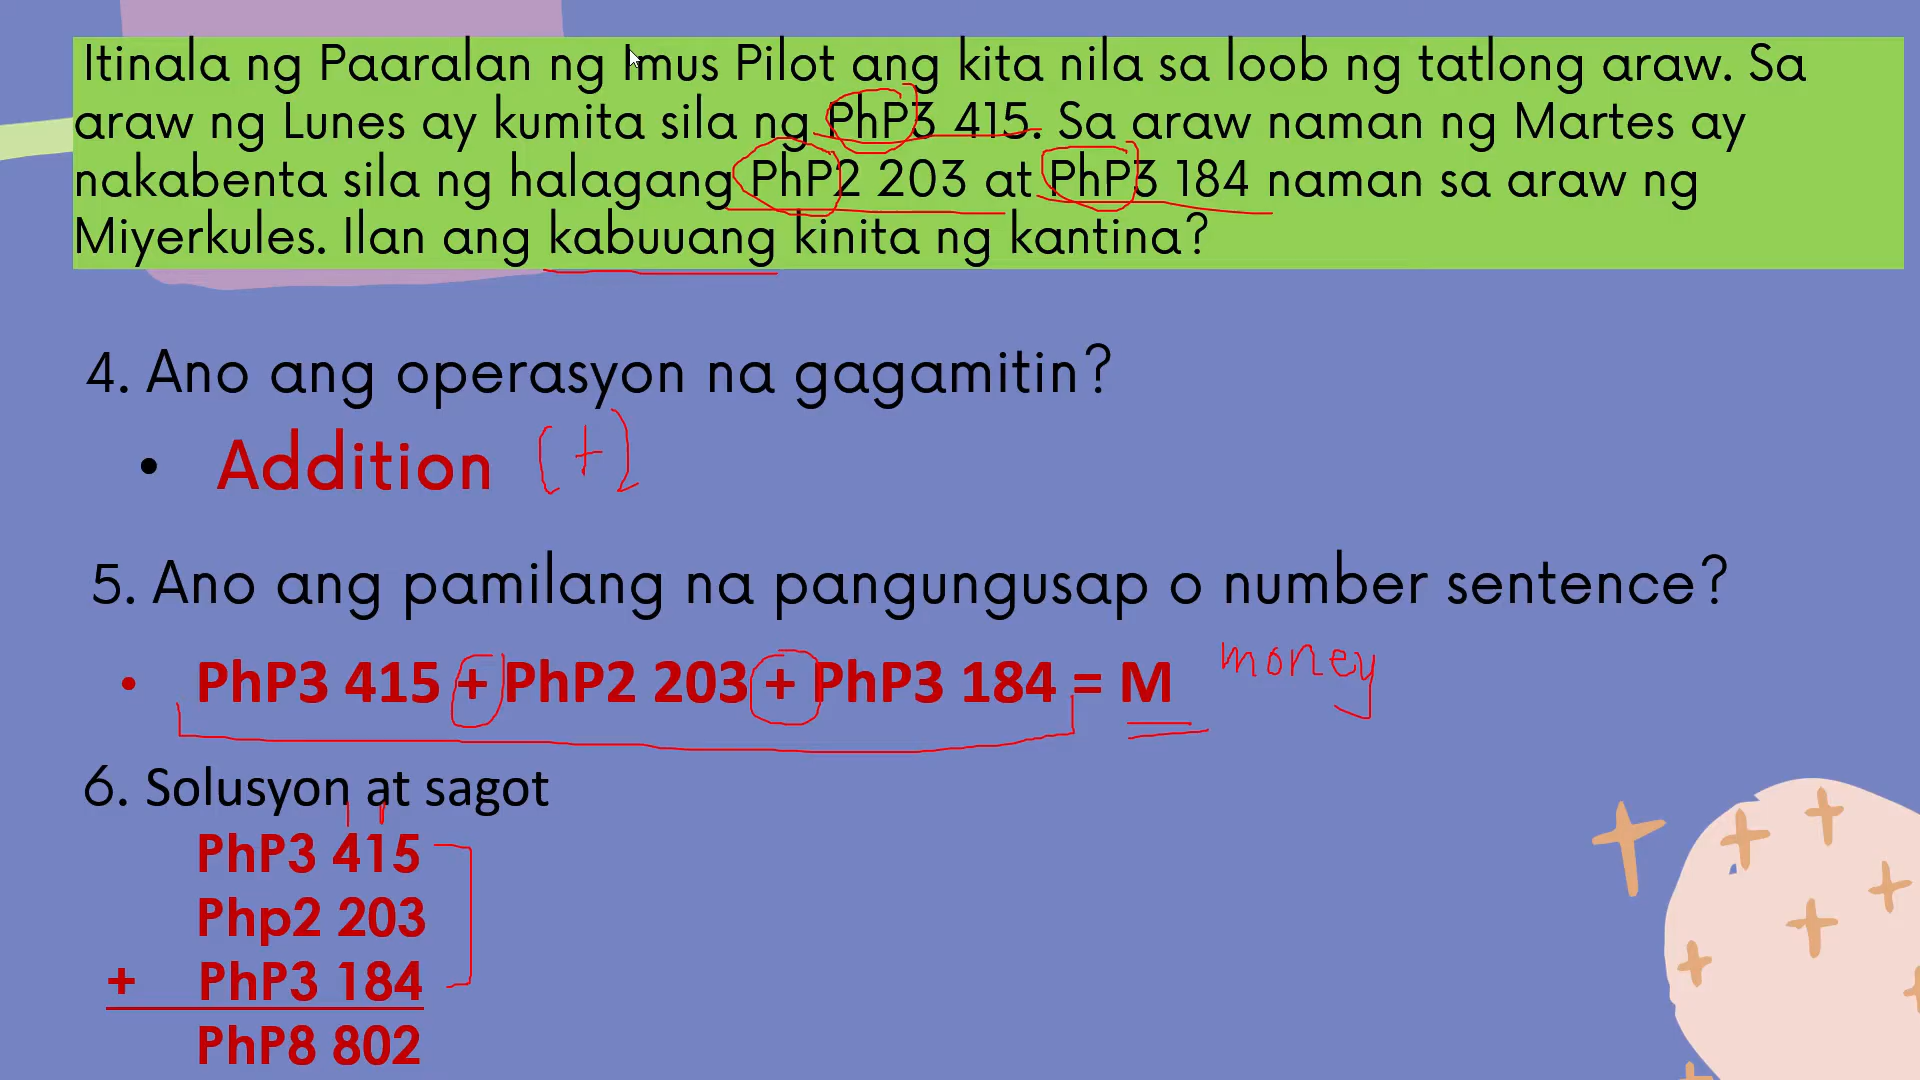 Itinala ng Paaralan ng Imus Pilot ang kita nila sa loob ng tatlong araw. Sa
araw ng Lunes ay kumita sila ng PhP3 415. Sa araw naman ng Martes ay
nakabenta sila ng halagang PhP2 203 at PhP3 184 naman sa araw ng
Miyerkules. Ilan ang kabuuang kinita ng kantina?
4. Ano ang operasyon na gagamitin?
• Addition (+)
5. Ano ang pamilang na pangungusap o number sentence?
• PhP3 415 + PhP2 203 + PhP3 184 = M money
6. Solusyon at sagot
1 1
PhP3 415
Php2 203
+ PhP3 184
PhP8 802